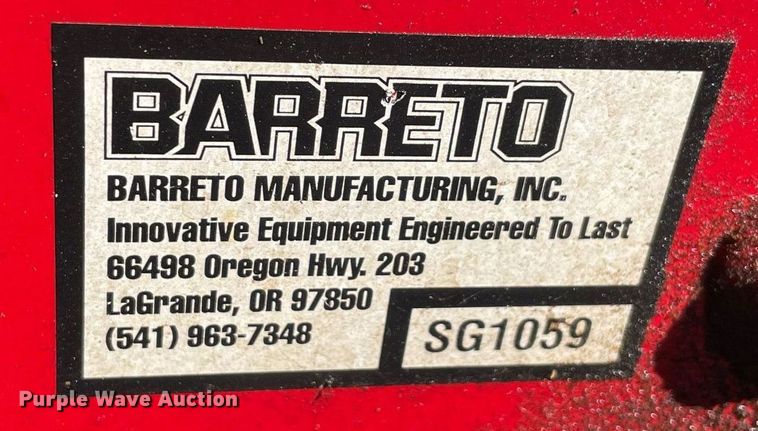 BARRETO
BARRETO MANUFACTURING, INC.
Innovative Equipment Engineered To Last
66498 Oregon Hwy. 203
LaGrande, OR 97850
(541) 963-7348
SG1059
Purple Wave Auction